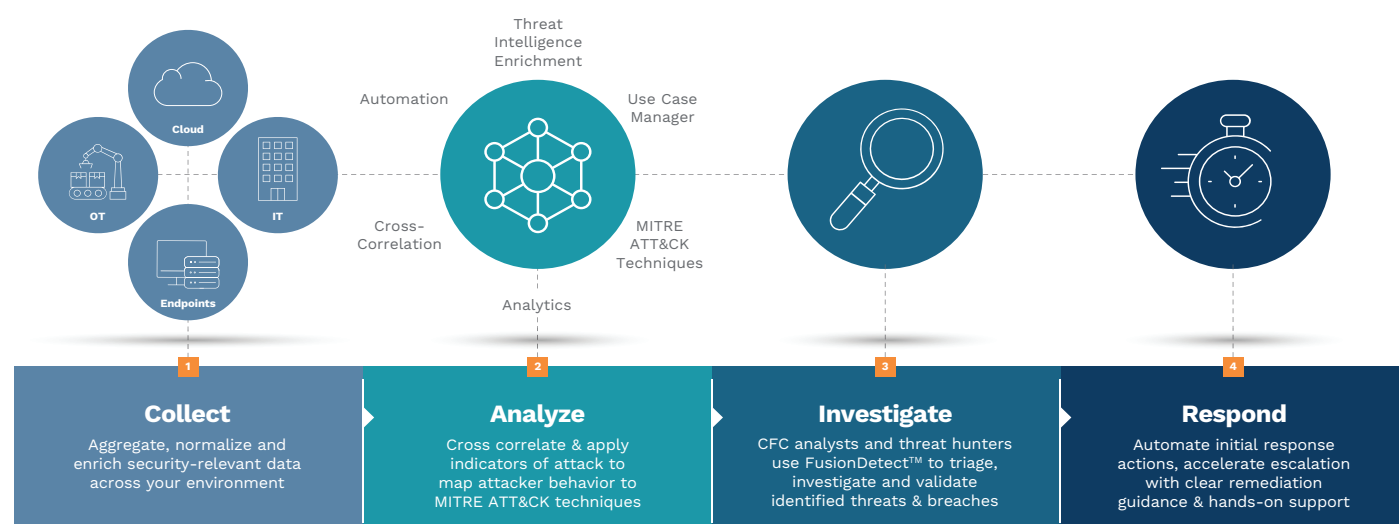 Cloud
OT
IT
Endpoints
Threat
Intelligence
Enrichment
Automation
Use Case
Manager
Cross-
Correlation
MITRE
ATT&CK
Techniques
Analytics
1
Collect
Aggregate, normalize and
enrich security-relevant data
across your environment
2
Analyze
Cross correlate & apply
indicators of attack to
map attacker behavior to
MITRE ATT&CK techniques
3
Investigate
CFC analysts and threat hunters
use FusionDetect™ to triage,
investigate and validate
identified threats & breaches
4
Respond
Automate initial response
actions, accelerate escalation
with clear remediation
guidance & hands-on support